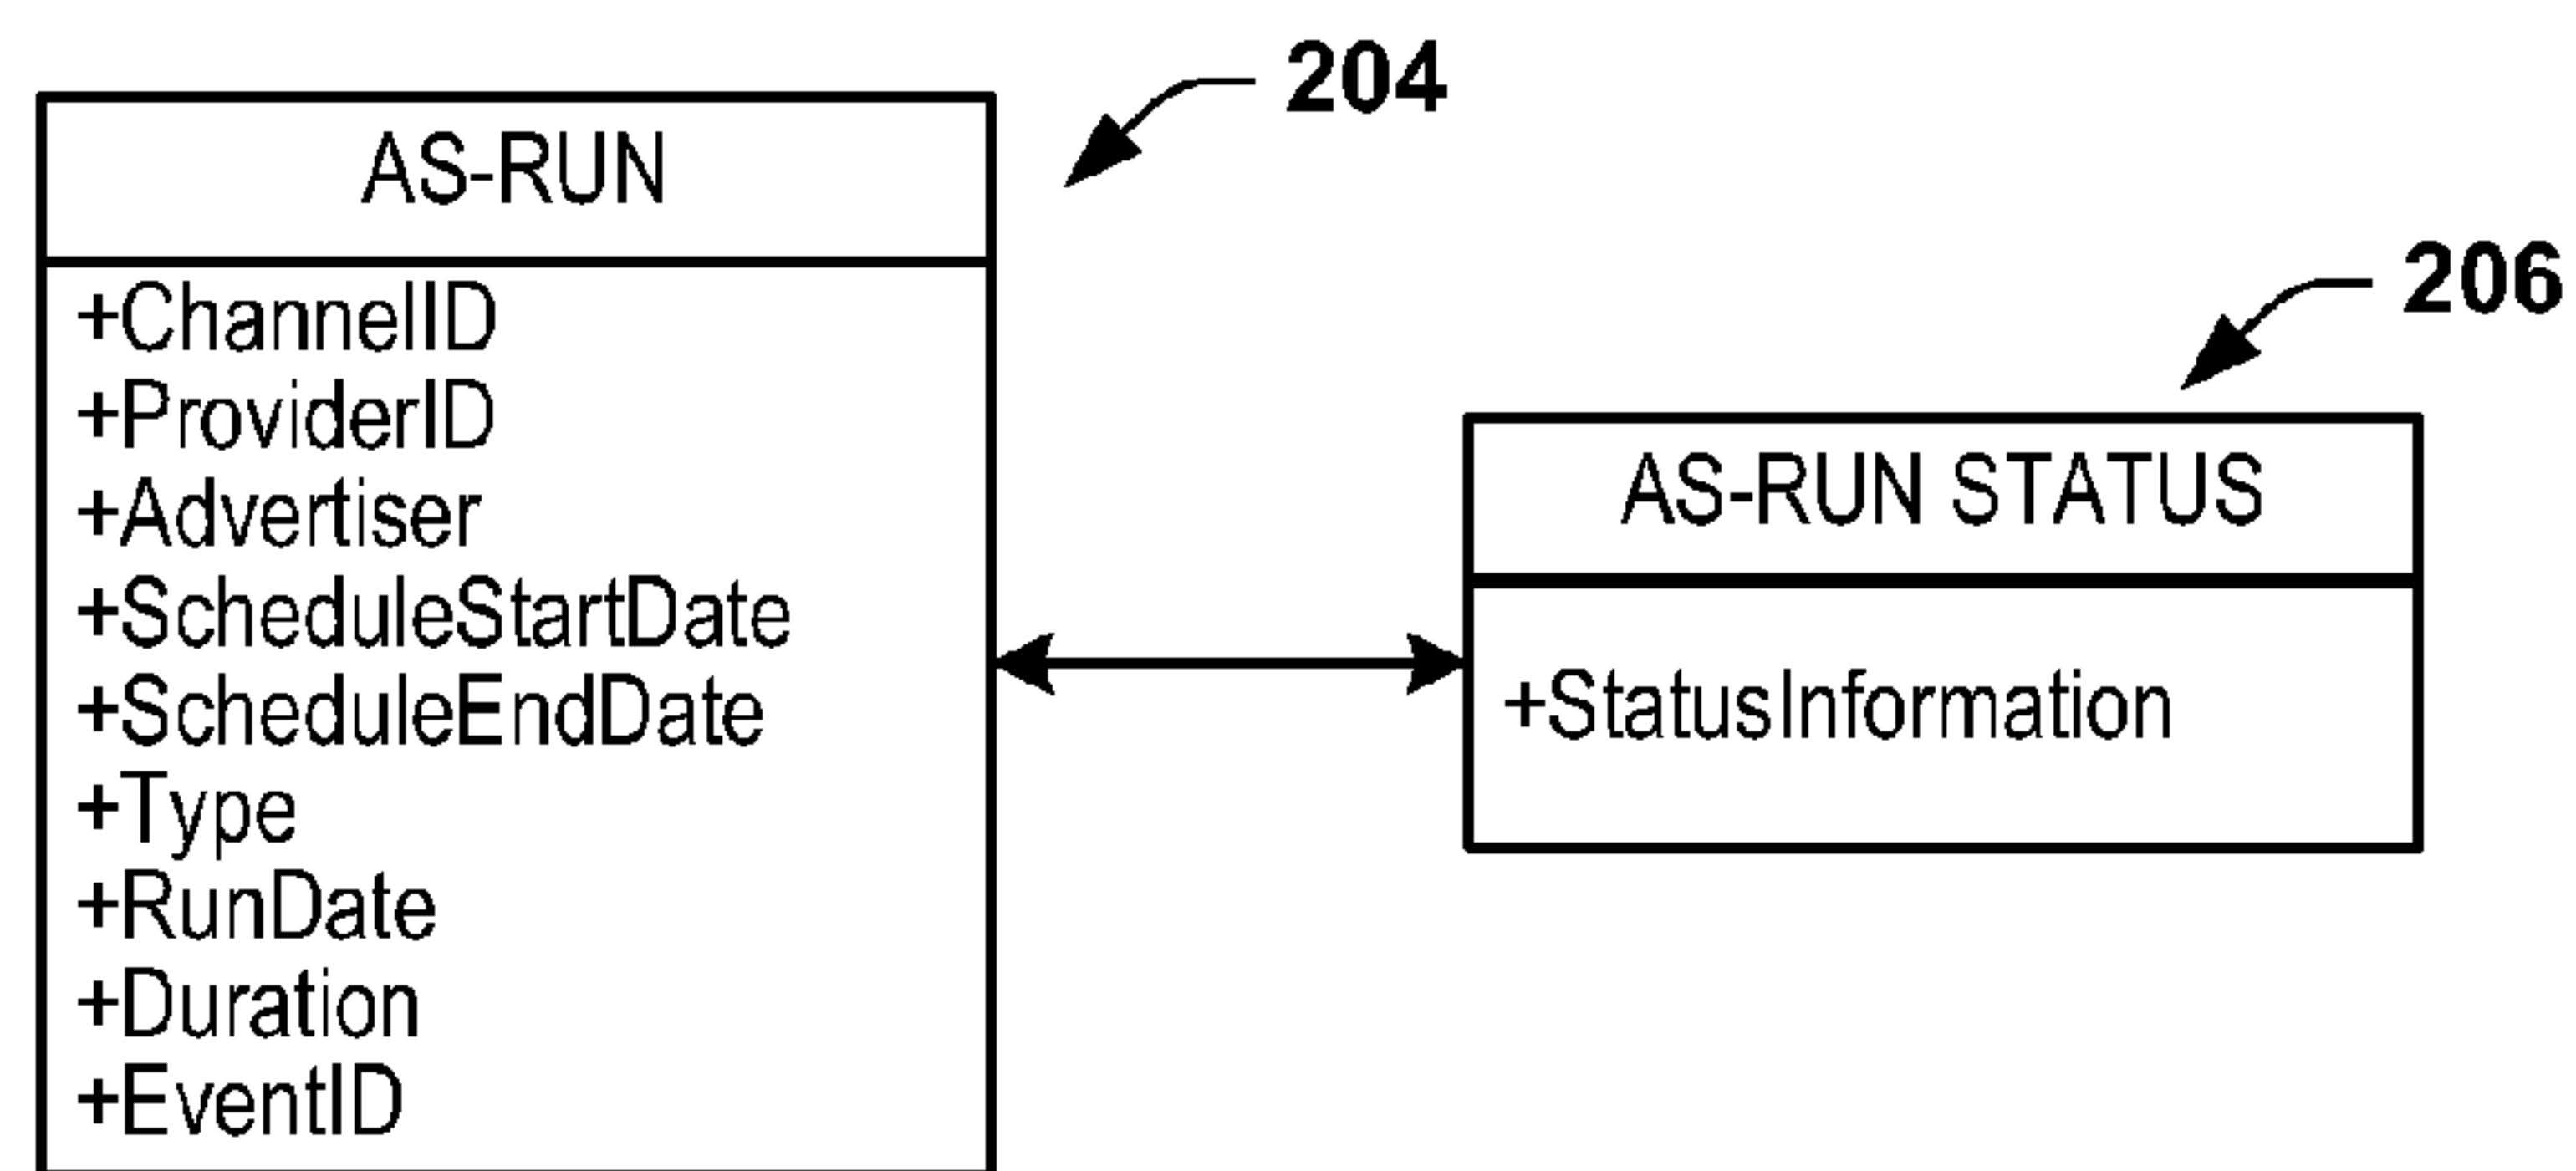 204
AS-RUN
+ChannelID
+ProviderID
+Advertiser
+ScheduleStartDate
+ScheduleEndDate
+Type
+RunDate
+Duration
+EventID
206
AS-RUN STATUS
+StatusInformation